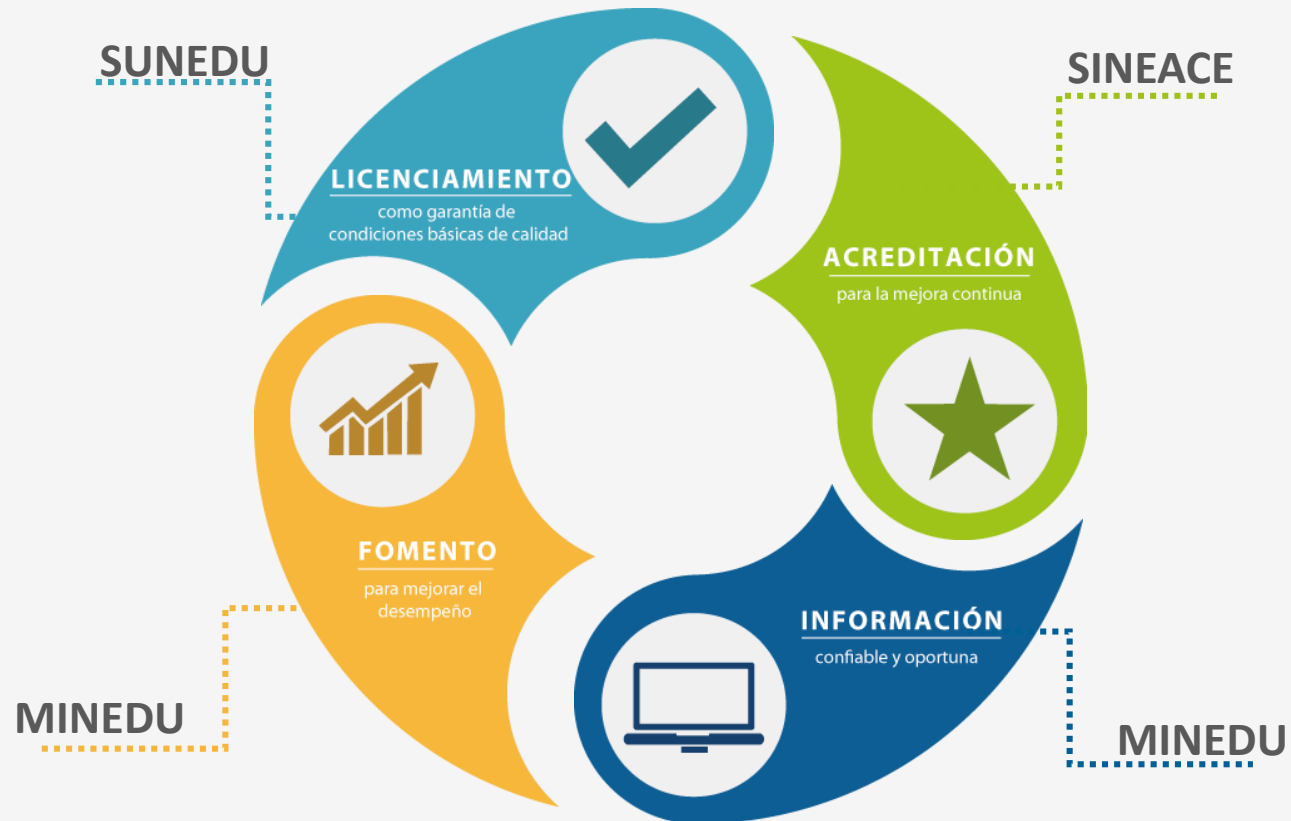 SUNEDU
LICENCIAMIENTO
como garantía de
condiciones básicas de calidad
SINEACE
ACREDITACIÓN
para la mejora continua
FOMENTO
para mejorar el
desempeño
MINEDU
INFORMACIÓN
confiable y oportuna
MINEDU